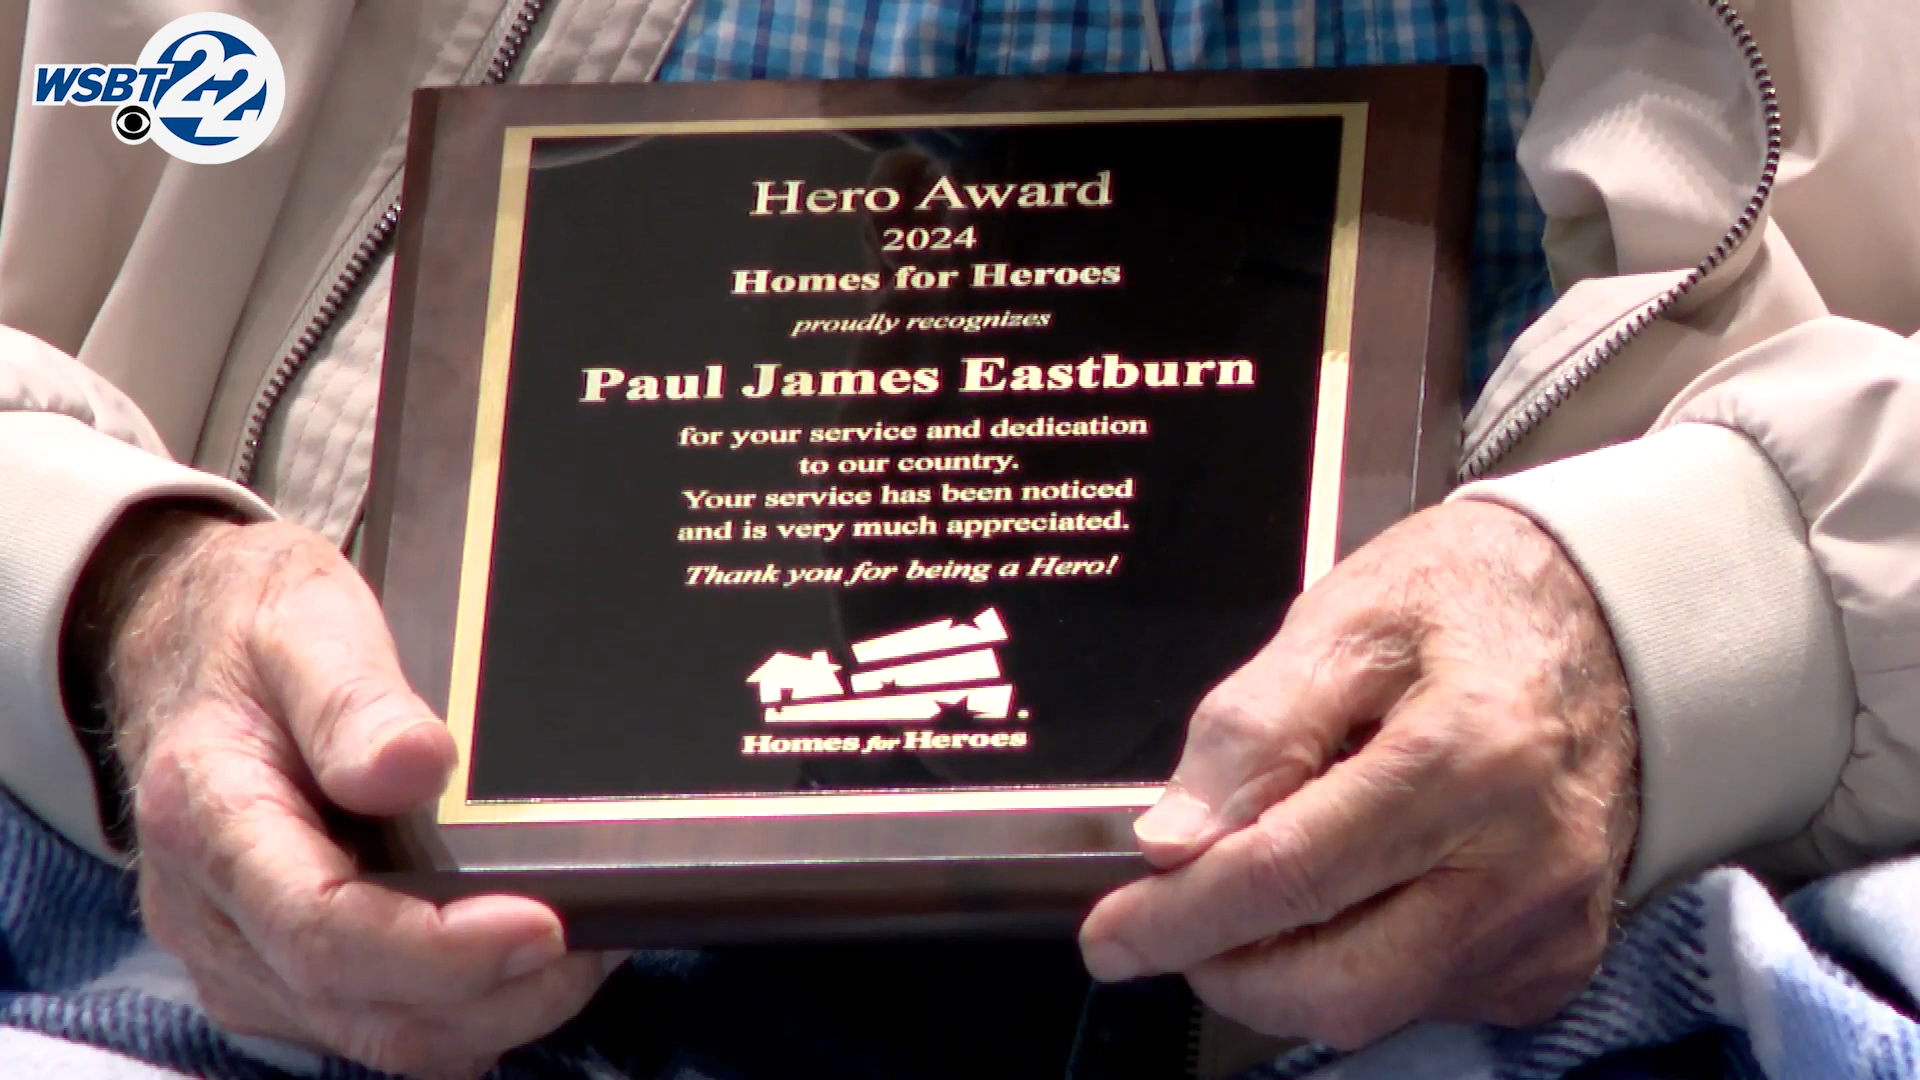 WSBT 22
Hero Award
2024
Homes for Heroes
proudly recognizes
Paul James Eastburn
for your service and dedication
to our country.
Your service has been noticed
and is very much appreciated.
Thank you for being a Hero!
Homes for Heroes